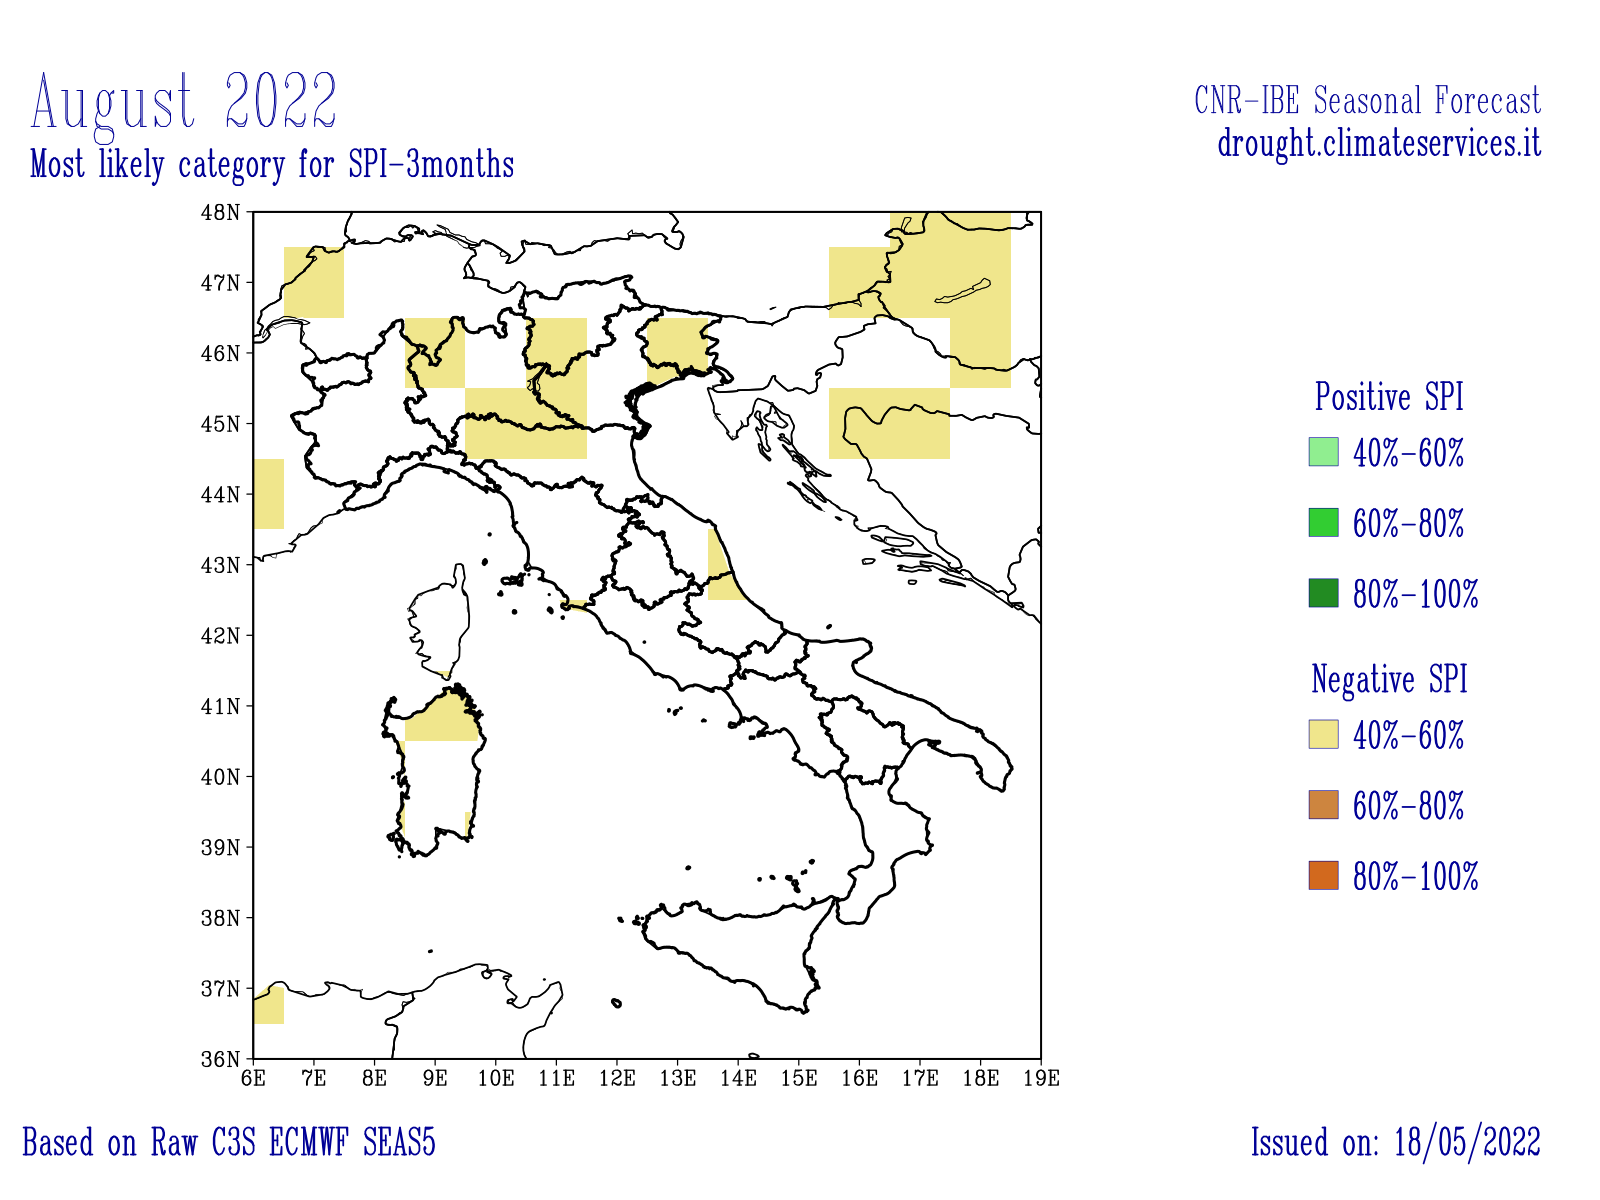 August 2022
Most likely category for SPI-3months
CNR-IBE Seasonal Forecast
drought.climateservices.it
48N
47N
46N
45N
44N
43N
42N
41N
40N
39N
38N
37N
36N
6E 7E 8E 9E 10E 11E 12E 13E 14E 15E 16E 17E 18E 19E
Positive SPI
40%-60%
60%-80%
80%-100%
Negative SPI
40%-60%
60%-80%
80%-100%
Based on Raw C3S ECMWF SEAS5
Issued on: 18/05/2022